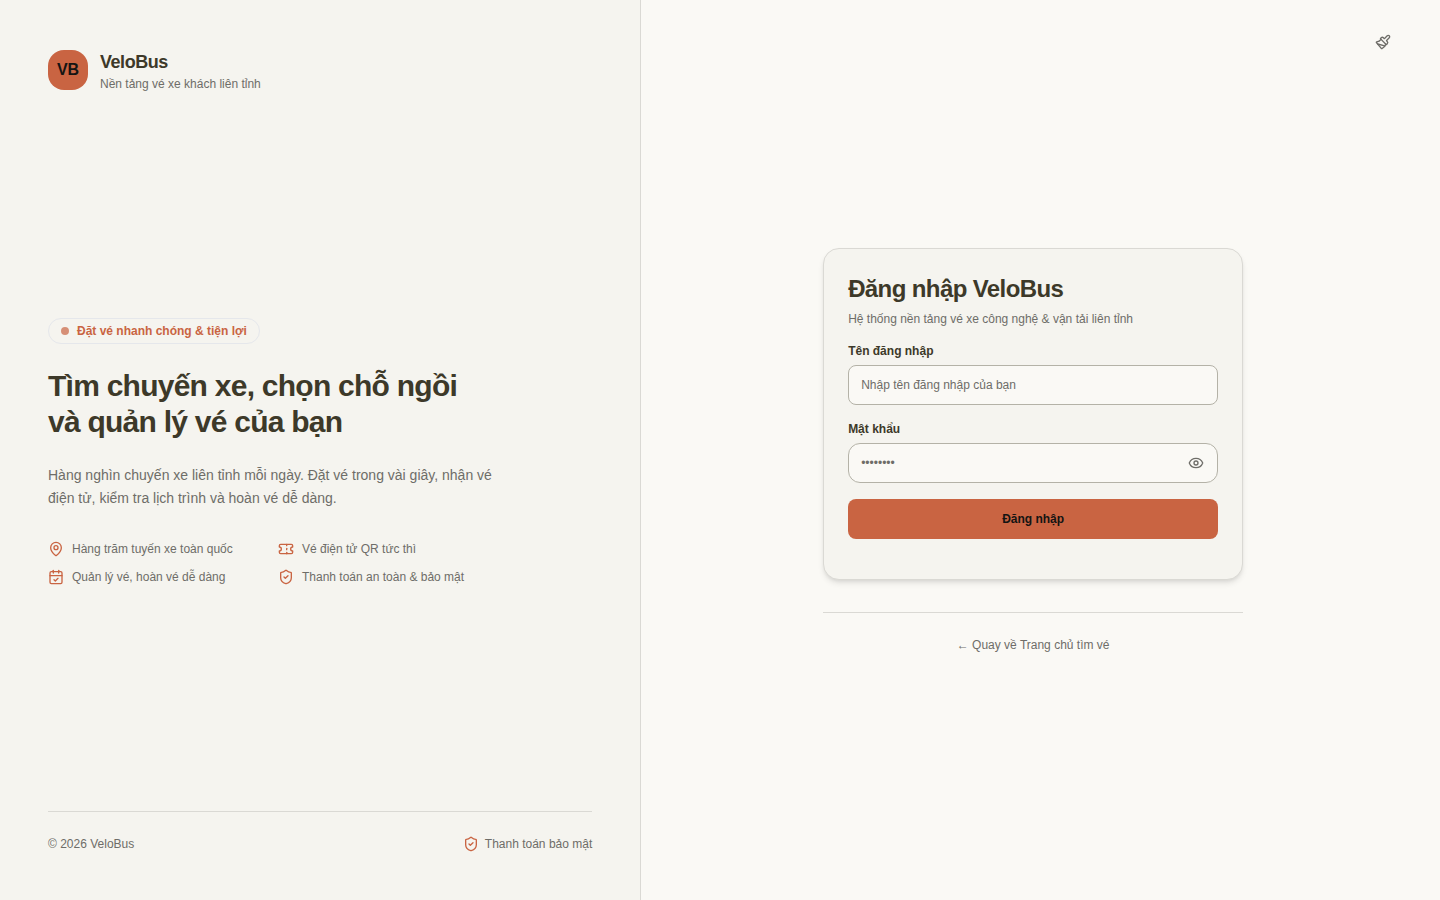 VB
VeloBus
Nền tảng vé xe khách liên tỉnh
Đặt vé nhanh chóng & tiện lợi
Tìm chuyến xe, chọn chỗ ngồi
và quản lý vé của bạn
Hàng nghìn chuyến xe liên tỉnh mỗi ngày. Đặt vé trong vài giây, nhận vé
điện tử, kiểm tra lịch trình và hoàn vé dễ dàng.
Hàng trăm tuyến xe toàn quốc
Vé điện tử QR tức thì
Quản lý vé, hoàn vé dễ dàng
Thanh toán an toàn & bảo mật
© 2026 VeloBus
Thanh toán bảo mật
Đăng nhập VeloBus
Hệ thống nền tảng vé xe công nghệ & vận tải liên tỉnh
Tên đăng nhập
Nhập tên đăng nhập của bạn
Mật khẩu
••••••••
Đăng nhập
← Quay về Trang chủ tìm vé